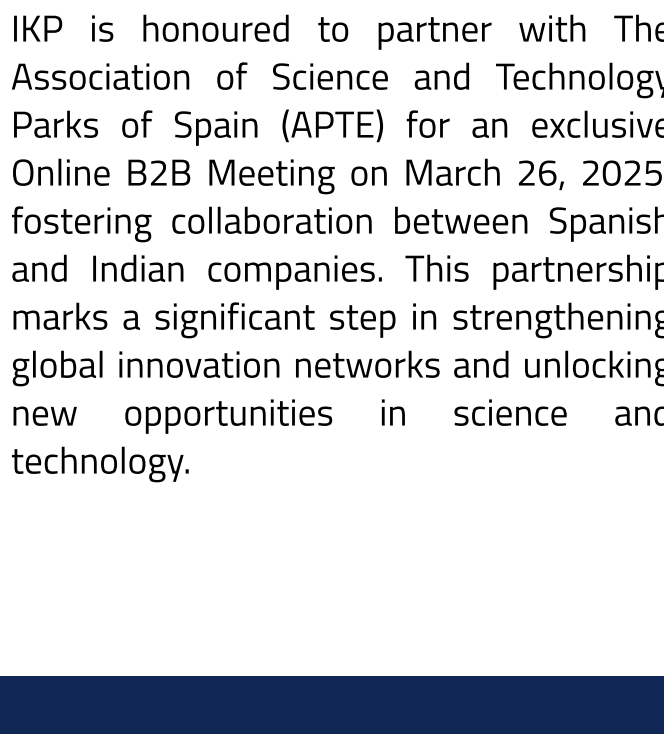 IKP is honoured to partner with The
Association of Science and Technology
Parks of Spain (APTE) for an exclusive
Online B2B Meeting on March 26, 2025
fostering collaboration between Spanish
and Indian companies. This partnership
marks a significant step in strengthening
global innovation networks and unlocking
new opportunities in science and
technology.